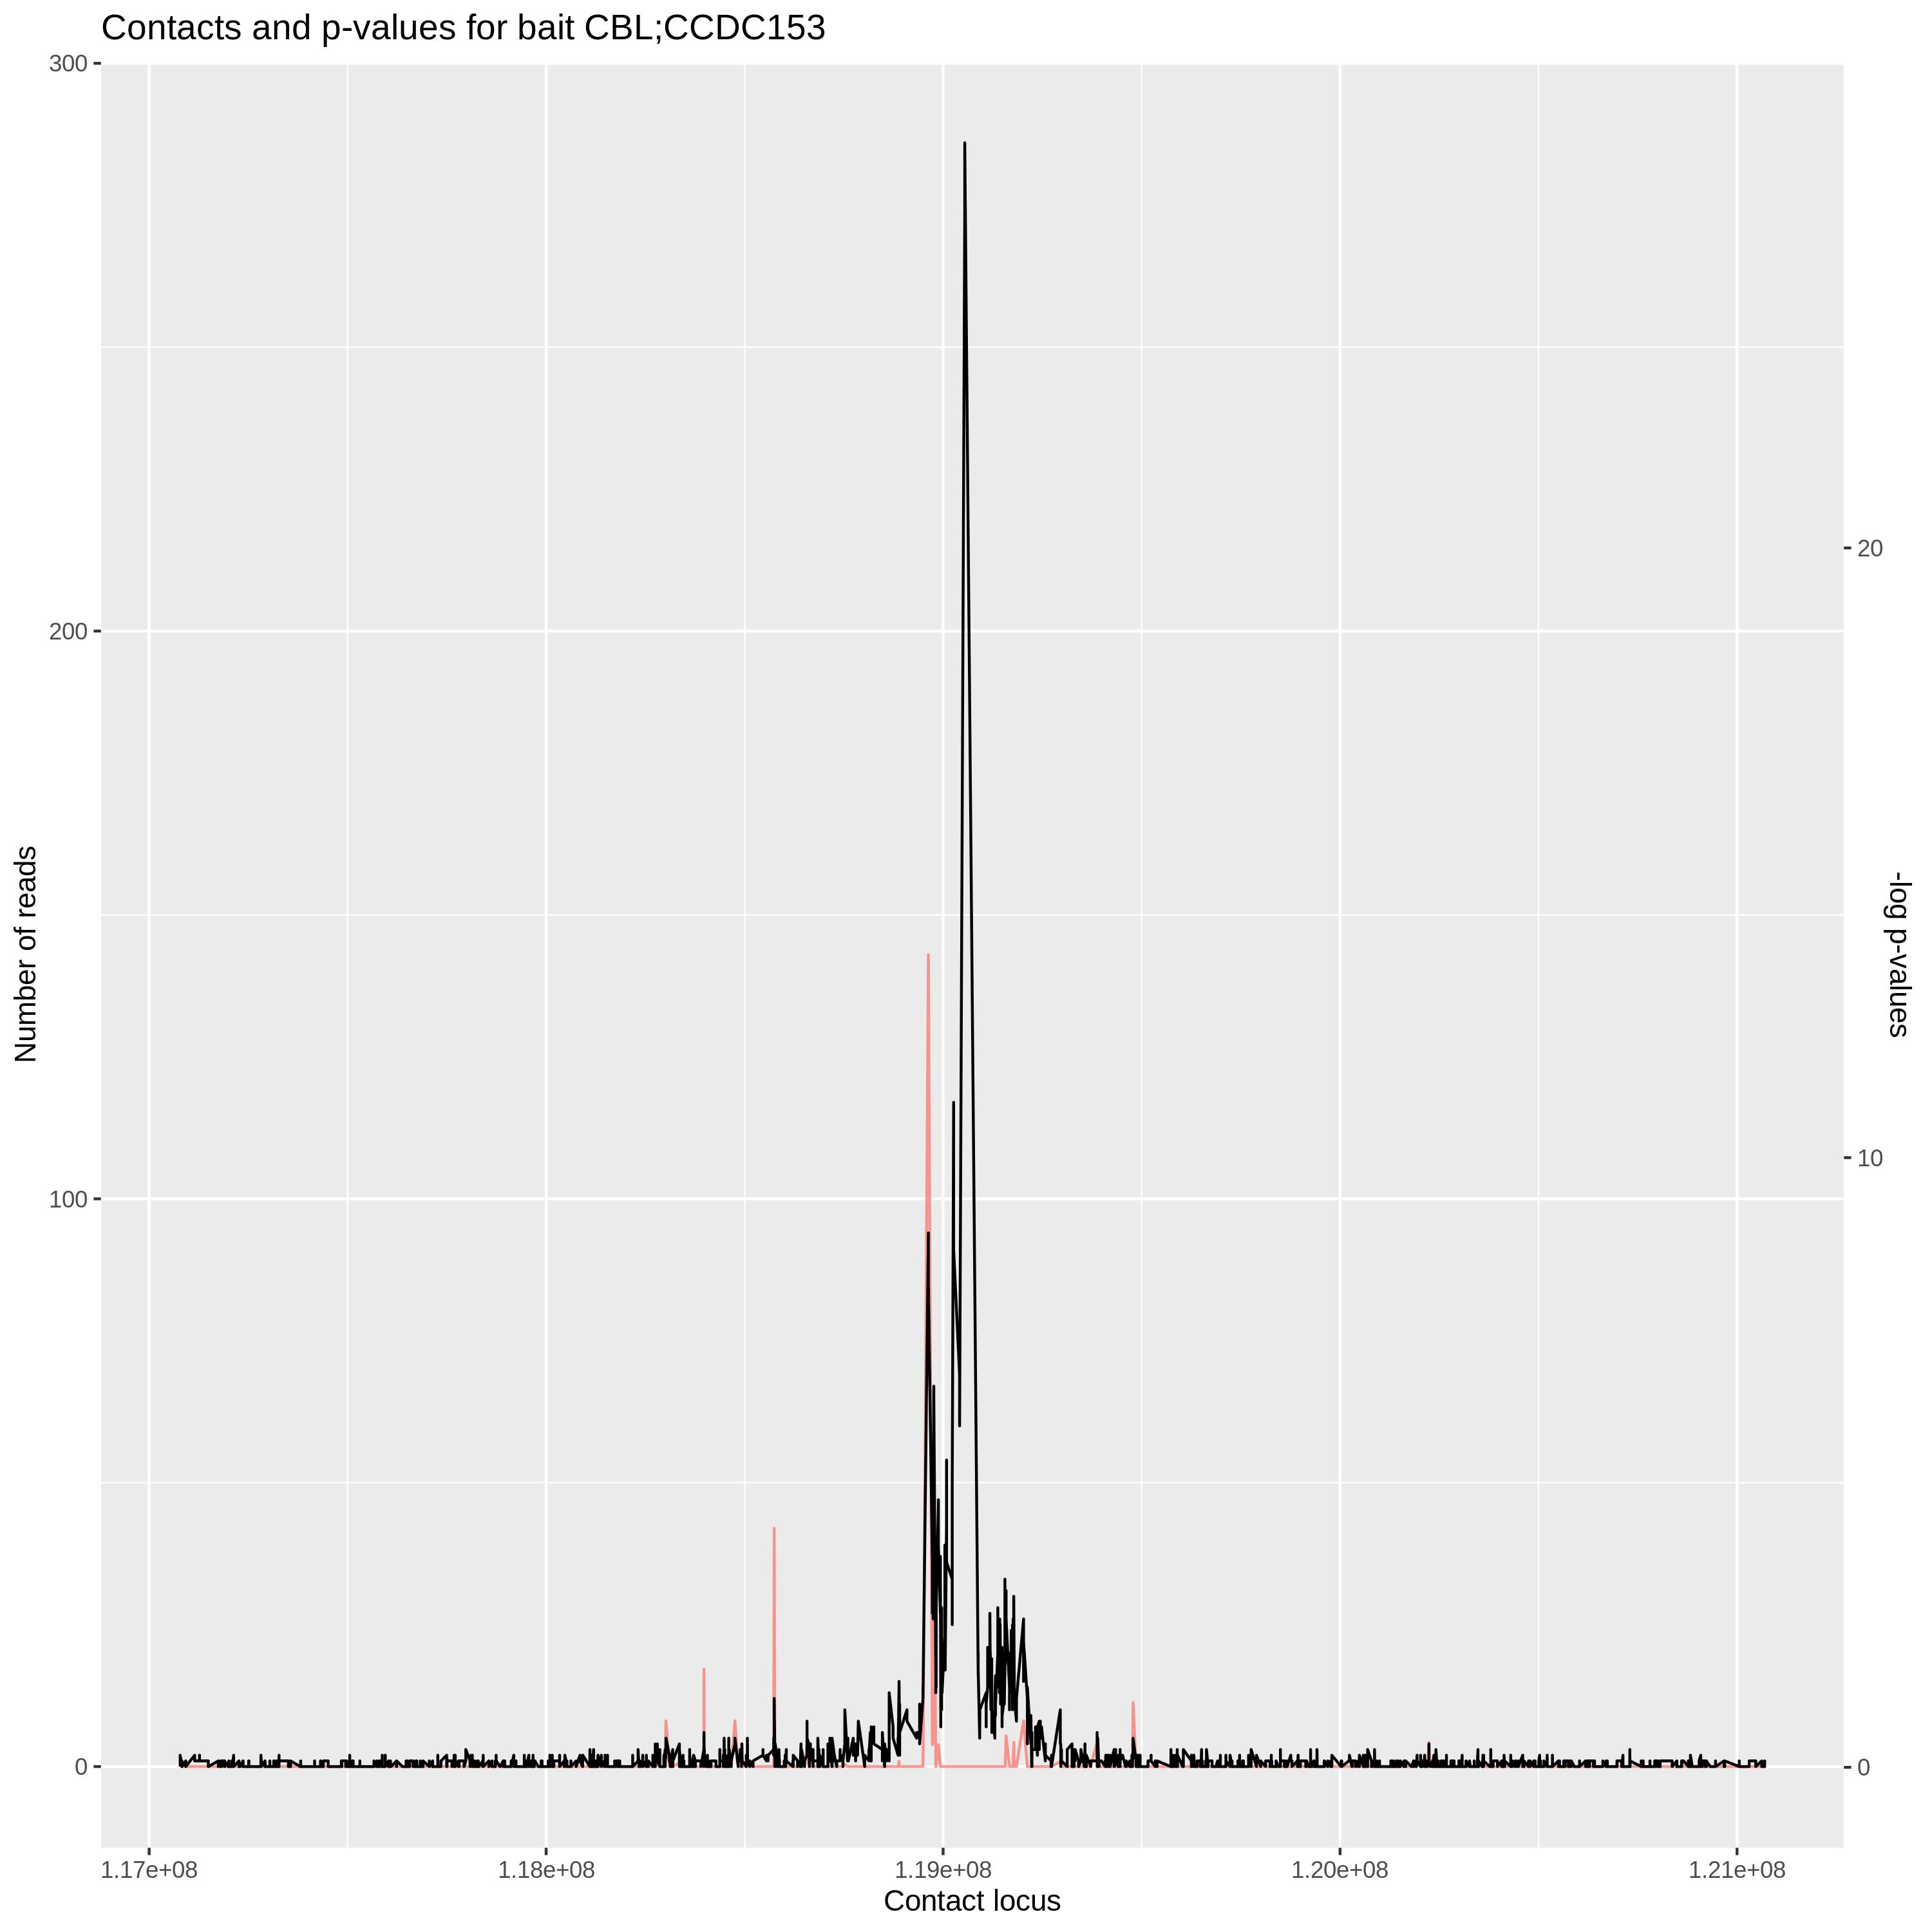 Contacts and p-values for bait CBL;CCDC153
300
200
100
0
Number of reads
20
10
0
-log p-values
1.17e+08
1.18e+08
1.19e+08
1.20e+08
1.21e+08
Contact locus